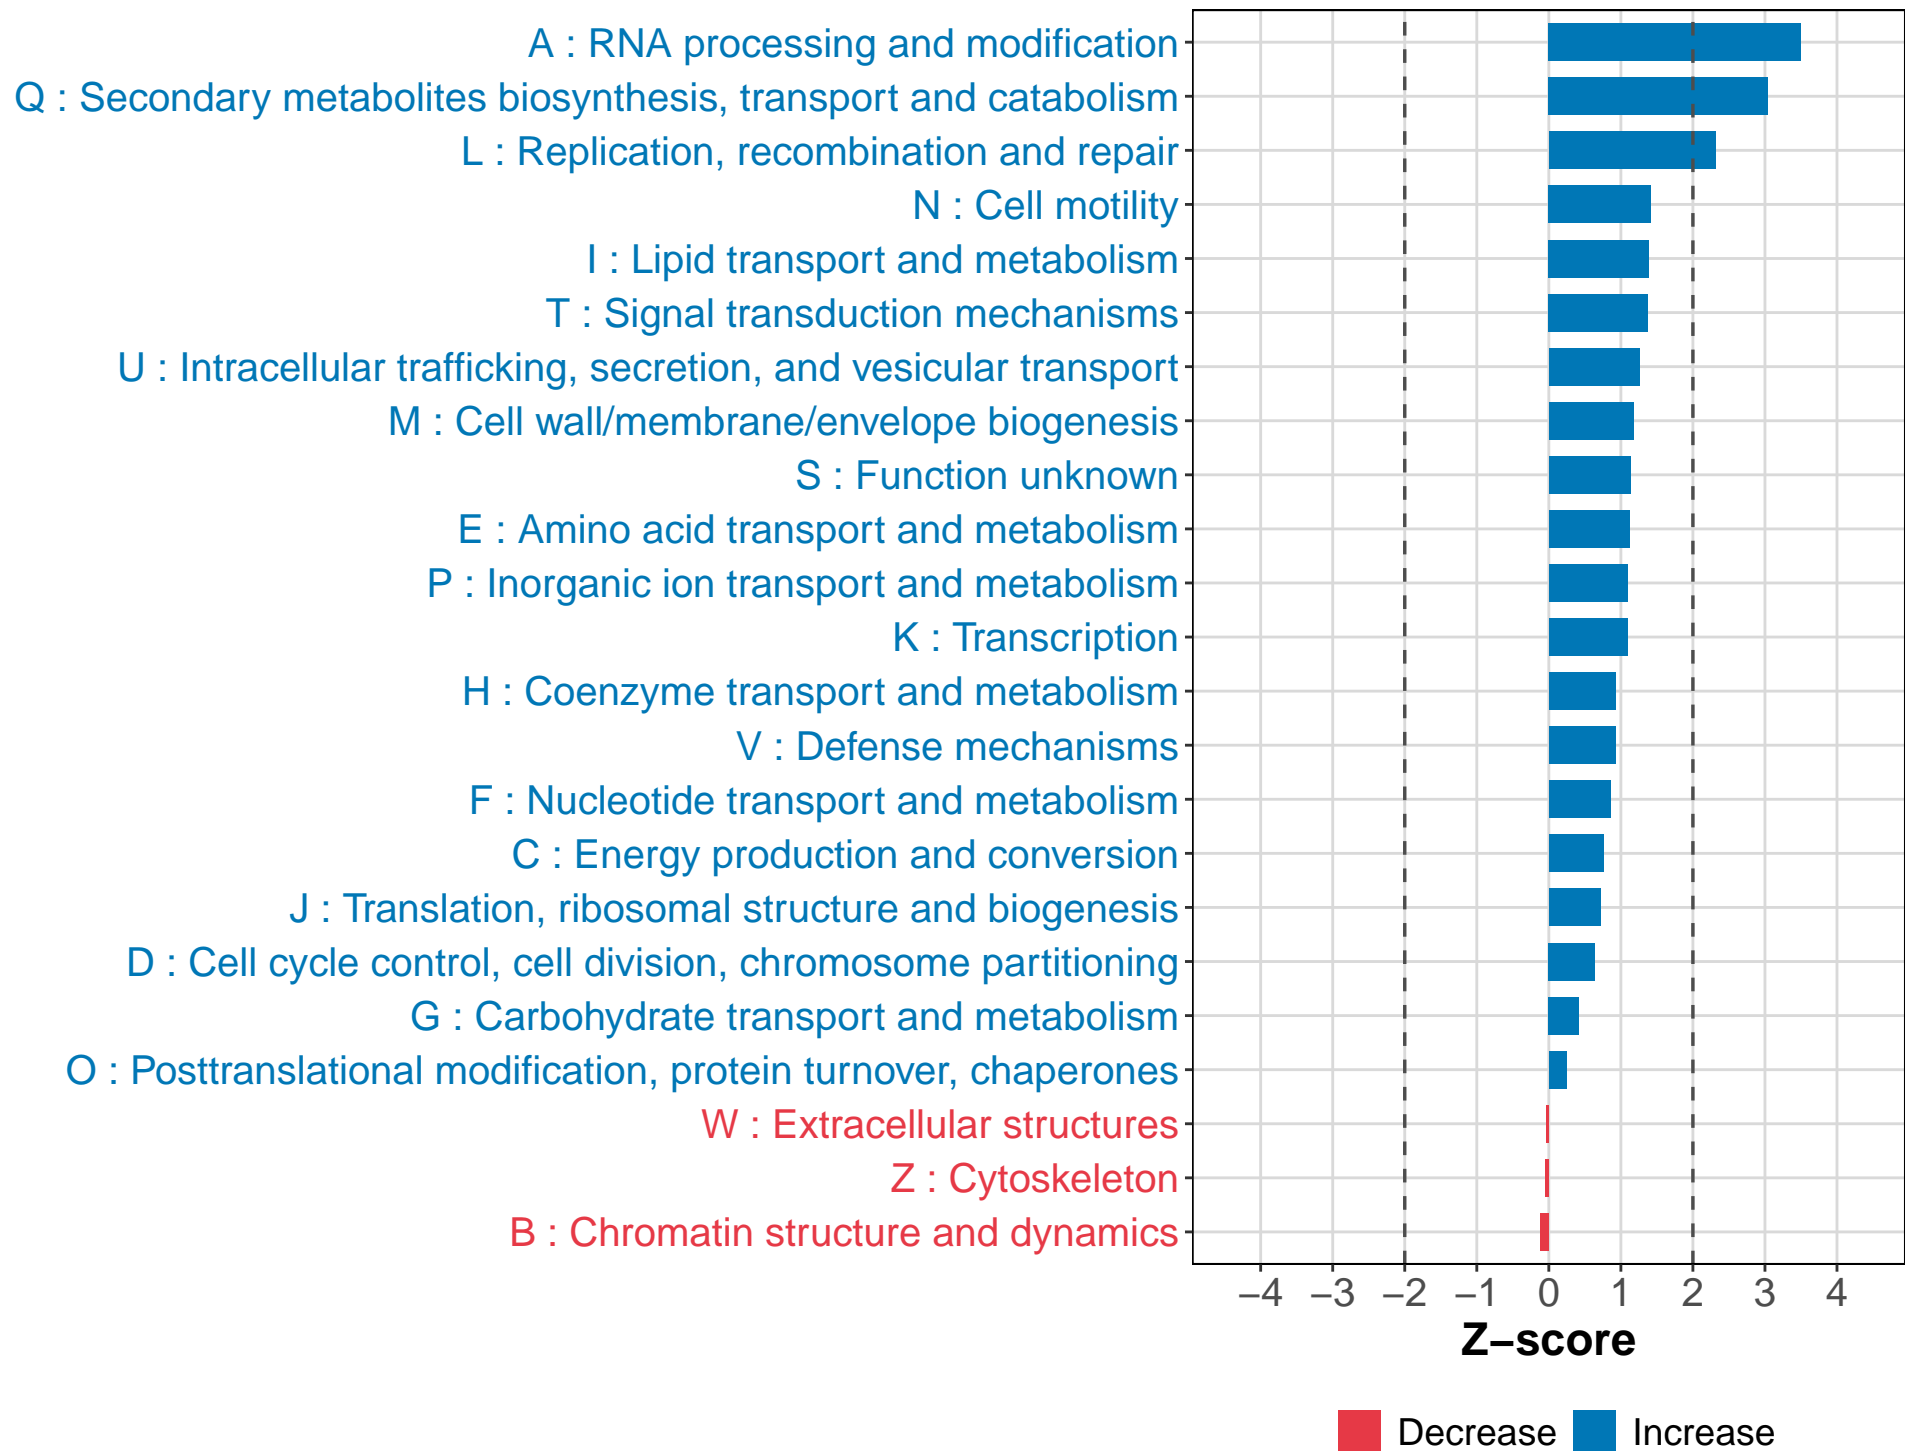 A : RNA processing and modification
Q : Secondary metabolites biosynthesis, transport and catabolism
L : Replication, recombination and repair
N : Cell motility
I : Lipid transport and metabolism
T : Signal transduction mechanisms
U : Intracellular trafficking, secretion, and vesicular transport
M : Cell wall/membrane/envelope biogenesis
S : Function unknown
E : Amino acid transport and metabolism
P : Inorganic ion transport and metabolism
K : Transcription
H : Coenzyme transport and metabolism
V : Defense mechanisms
F : Nucleotide transport and metabolism
C : Energy production and conversion
J : Translation, ribosomal structure and biogenesis
D : Cell cycle control, cell division, chromosome partitioning
G : Carbohydrate transport and metabolism
O : Posttranslational modification, protein turnover, chaperones
W : Extracellular structures
Z : Cytoskeleton
B : Chromatin structure and dynamics
−4 −3 −2 −1 0 1 2 3 4
Z−score
Decrease Increase